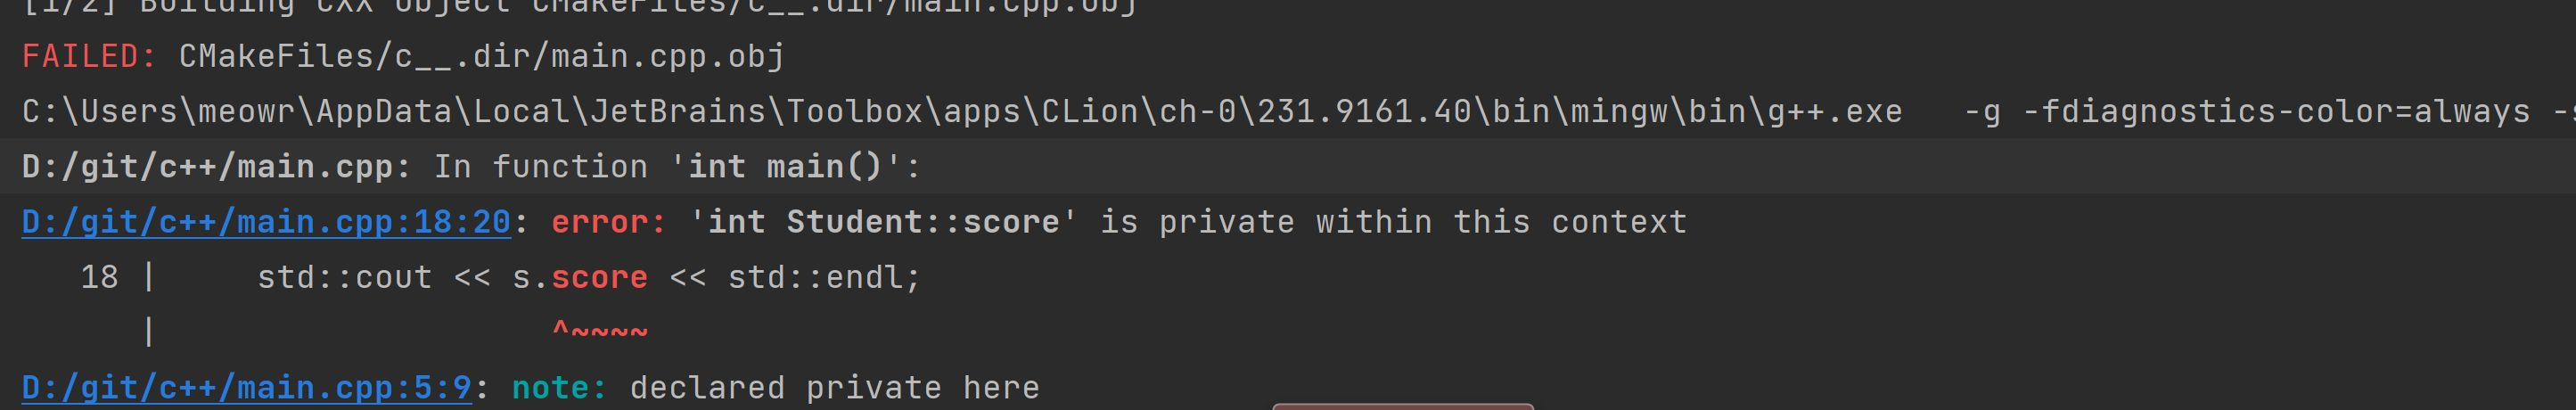 [1/2] Building CXX object CMakeFiles/c__.dir/main.cpp.obj
FAILED: CMakeFiles/c__.dir/main.cpp.obj
C:\Users\meowr\AppData\Local\JetBrains\Toolbox\apps\CLion\ch-0\231.9161.40\bin\mingw\bin\g++.exe   -g -fdiagnostics-color=always
D:/git/c++/main.cpp: In function 'int main()':
D:/git/c++/main.cpp:18:20: error: 'int Student::score' is private within this context
   18 |     std::cout << s.score << std::endl;
      |                    ^~~~~
D:/git/c++/main.cpp:5:9: note: declared private here